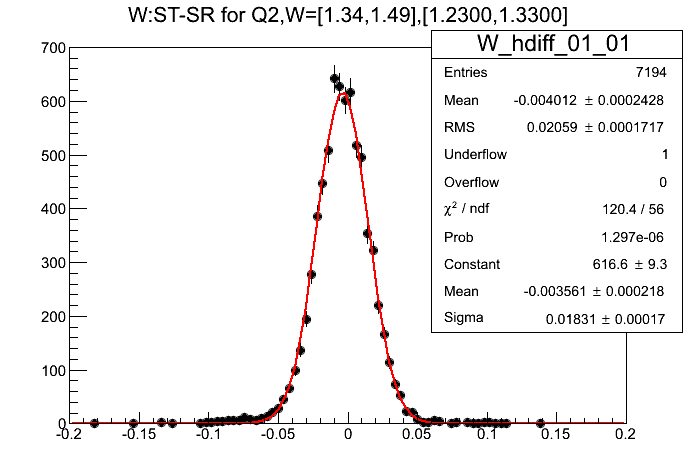 W:ST-SR for Q2,W=[1.34,1.49],[1.2300,1.3300]
W_hdiff_01_01
Entries 7194
Mean -0.004012 ± 0.0002428
RMS 0.02059 ± 0.0001717
Underflow 1
Overflow 0
χ² / ndf 120.4 / 56
Prob 1.297e-06
Constant 616.6 ± 9.3
Mean -0.003561 ± 0.000218
Sigma 0.01831 ± 0.00017
700
600
500
400
300
200
100
0
-0.2 -0.15 -0.1 -0.05 0 0.05 0.1 0.15 0.2